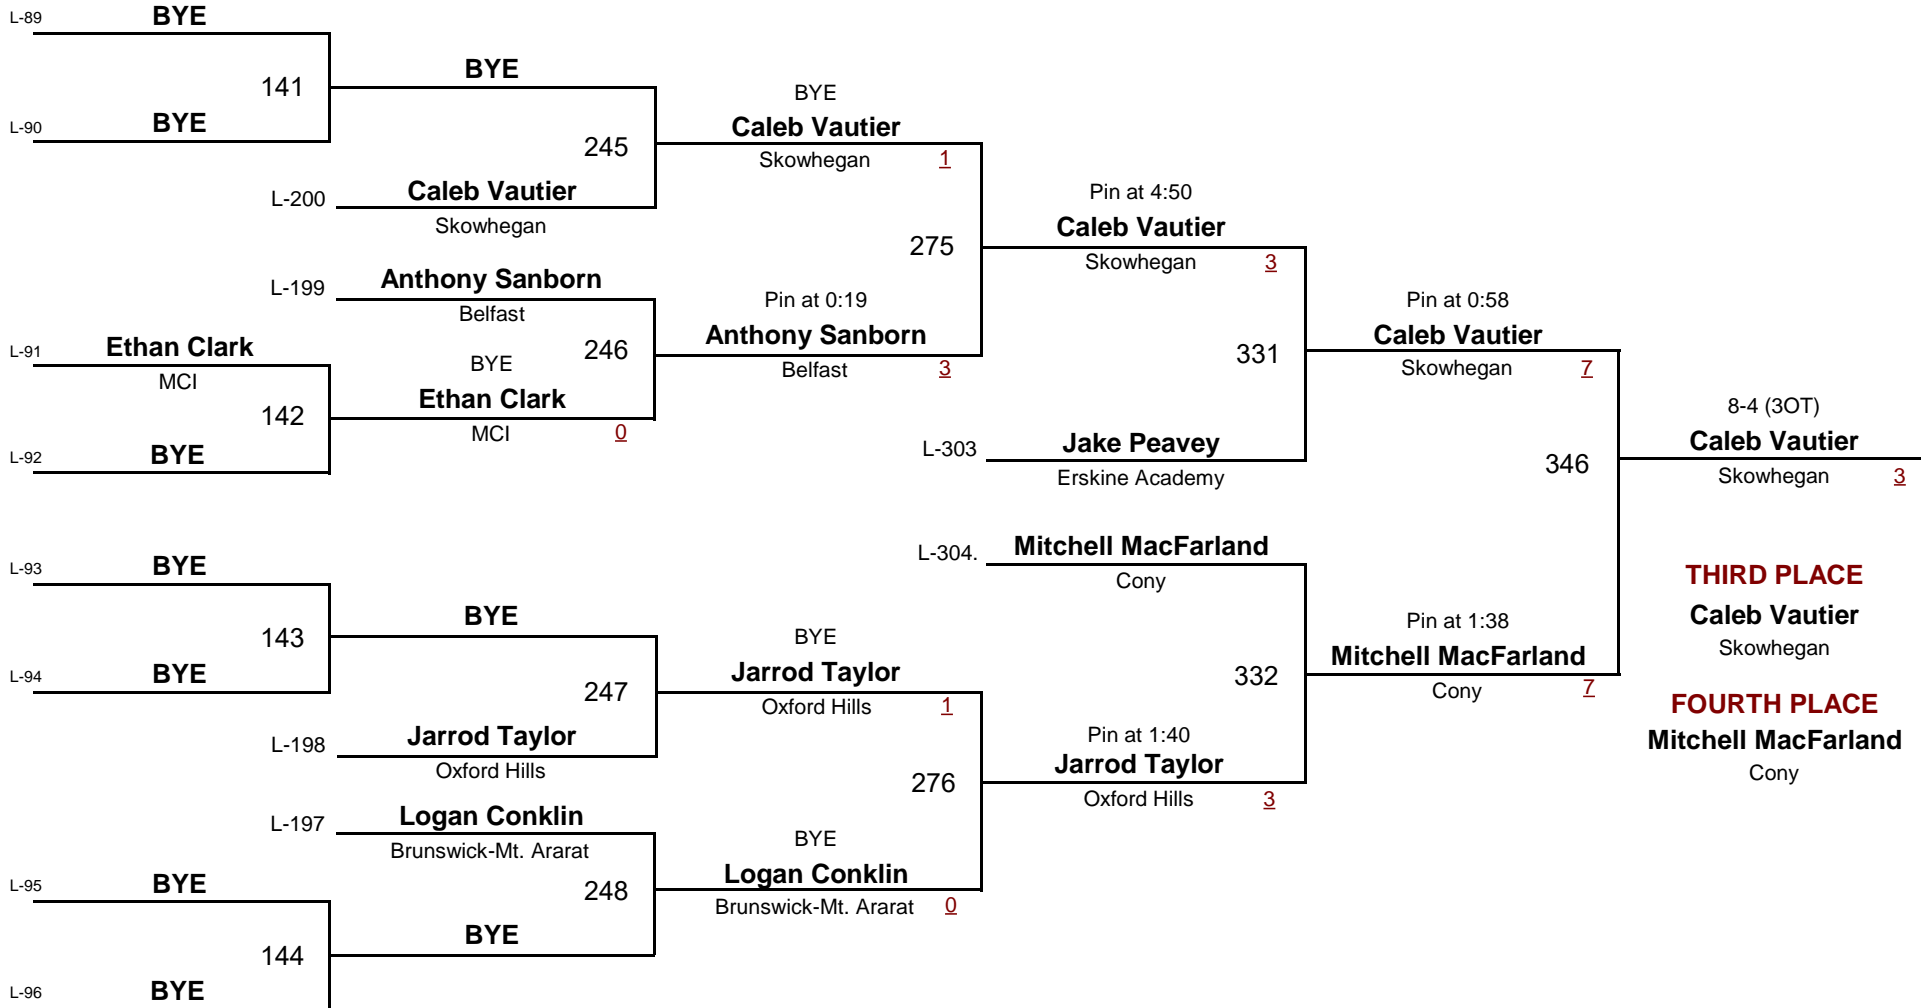 L-89 BYE
141
BYE
L-90 BYE
BYE
Caleb Vautier
Skowhegan 1
245
L-200 Caleb Vautier
Skowhegan
Pin at 4:50
Caleb Vautier
Skowhegan 3
275
L-199 Anthony Sanborn
Belfast
Pin at 0:19
Anthony Sanborn
Belfast 3
246
L-91 Ethan Clark
MCI
BYE
Ethan Clark
MCI 0
142
L-92 BYE
Pin at 0:58
Caleb Vautier
Skowhegan 7
331
L-303 Jake Peavey
Erskine Academy
8-4 (3OT)
Caleb Vautier
Skowhegan 3
346
L-93 BYE
143
BYE
L-94 BYE
L-304. Mitchell MacFarland
Cony
THIRD PLACE
Caleb Vautier
Skowhegan
FOURTH PLACE
Mitchell MacFarland
Cony
BYE
Jarrod Taylor
Oxford Hills 1
247
L-198 Jarrod Taylor
Oxford Hills
Pin at 1:38
Mitchell MacFarland
Cony 7
332
Pin at 1:40
Jarrod Taylor
Oxford Hills 3
276
L-197 Logan Conklin
Brunswick-Mt. Ararat
BYE
Logan Conklin
Brunswick-Mt. Ararat 0
248
L-95 BYE
BYE
144
L-96 BYE